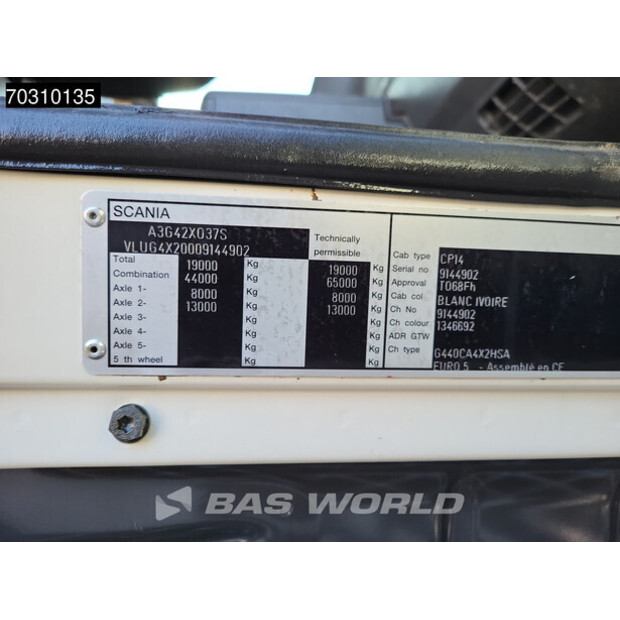 70310135
SCANIA
A3G42X037S
VLUG4X20009144902
Technically
permissible
Total 19000 Kg 19000 Kg
Combination 44000 Kg 65000 Kg
Axle 1- 8000 Kg 8000 Kg
Axle 2- 13000 Kg 13000 Kg
Axle 3- Kg Kg
Axle 4- Kg Kg
Axle 5- Kg Kg
5 th wheel Kg Kg
Cab type CP14
Serial no 9144902
Approval T068Fh
Cab col BLANC IVOIRE
Ch No 9144902
Ch colour 1346692
ADR GTW
Ch type G440CA4X2HSA
EURO 5 - Assemblé en CE
BAS WORLD